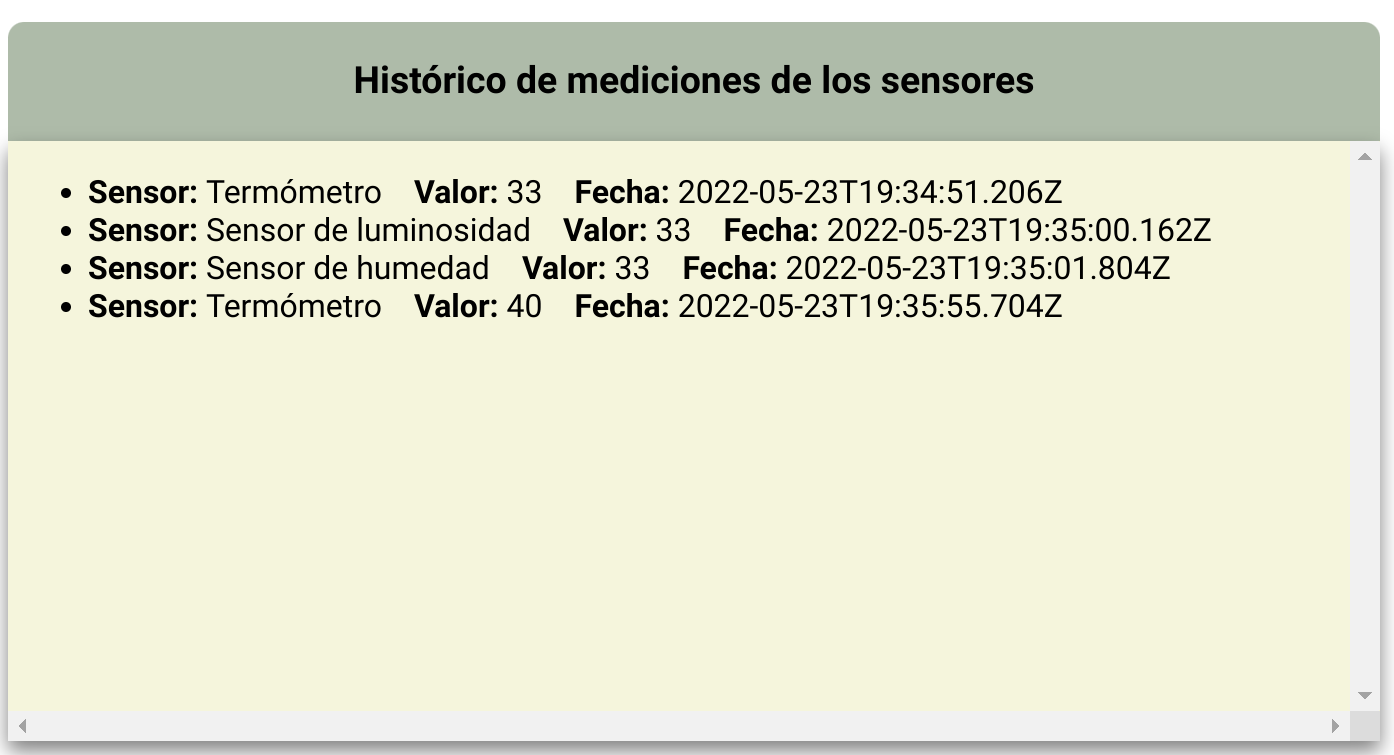 Histórico de mediciones de los sensores
• Sensor: Termómetro Valor: 33 Fecha: 2022-05-23T19:34:51.206Z
• Sensor: Sensor de luminosidad Valor: 33 Fecha: 2022-05-23T19:35:00.162Z
• Sensor: Sensor de humedad Valor: 33 Fecha: 2022-05-23T19:35:01.804Z
• Sensor: Termómetro Valor: 40 Fecha: 2022-05-23T19:35:55.704Z